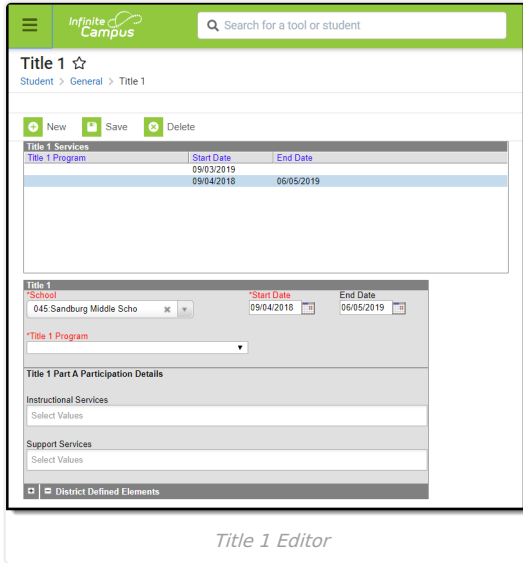 Infinite
Campus
Search for a tool or student
Title 1
Student > General > Title 1
New Save Delete
Title 1 Services
Title 1 Program Start Date End Date
09/03/2019
09/04/2018 06/05/2019
Title 1
*School *Start Date End Date
045:Sandburg Middle Scho 09/04/2018 06/05/2019
*Title 1 Program
Title 1 Part A Participation Details
Instructional Services
Select Values
Support Services
Select Values
District Defined Elements
Title 1 Editor